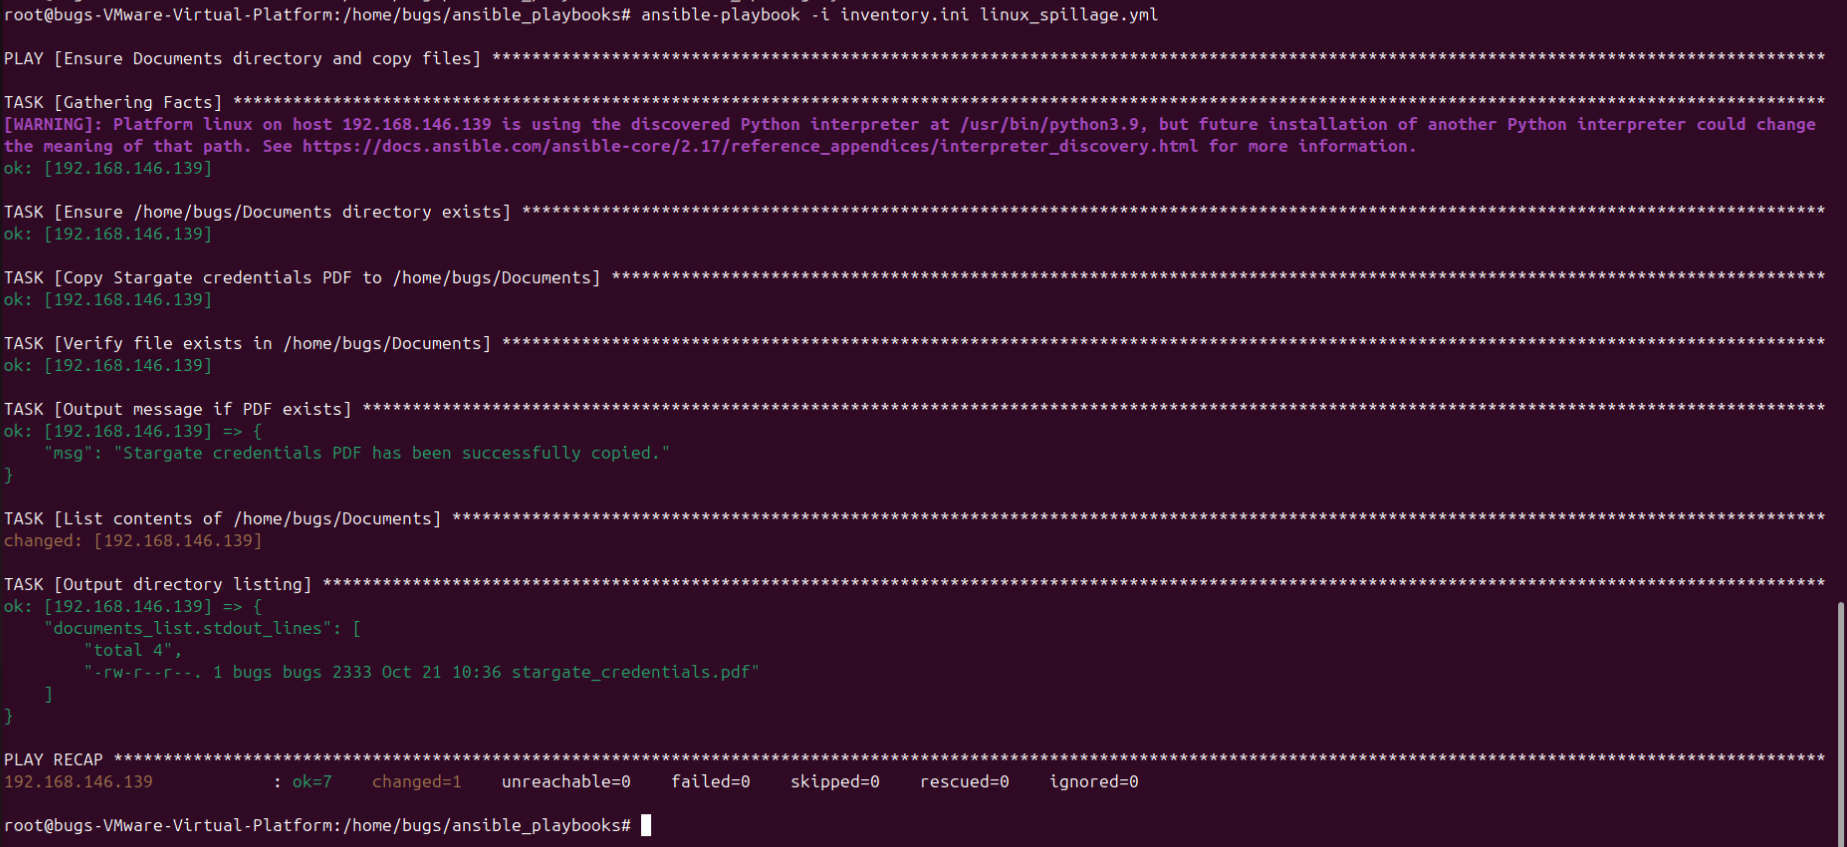 root@bugs-VMware-Virtual-Platform:/home/bugs/ansible_playbooks# ansible-playbook -i inventory.ini linux_spillage.yml
PLAY [Ensure Documents directory and copy files] **************************************************************************************************************************************
TASK [Gathering Facts] *****************************************************************************************************************************************************************
[WARNING]: Platform linux on host 192.168.146.139 is using the discovered Python interpreter at /usr/bin/python3.9, but future installation of another Python interpreter could change
the meaning of that path. See https://docs.ansible.com/ansible-core/2.17/reference_appendices/interpreter_discovery.html for more information.
ok: [192.168.146.139]
TASK [Ensure /home/bugs/Documents directory exists] ***********************************************************************************************************************************
ok: [192.168.146.139]
TASK [Copy Stargate credentials PDF to /home/bugs/Documents] **************************************************************************************************************************
ok: [192.168.146.139]
TASK [Verify file exists in /home/bugs/Documents] *************************************************************************************************************************************
ok: [192.168.146.139]
TASK [Output message if PDF exists] ***************************************************************************************************************************************************
ok: [192.168.146.139] => {
    "msg": "Stargate credentials PDF has been successfully copied."
}
TASK [List contents of /home/bugs/Documents] ******************************************************************************************************************************************
changed: [192.168.146.139]
TASK [Output directory listing] *******************************************************************************************************************************************************
ok: [192.168.146.139] => {
    "documents_list.stdout_lines": [
        "total 4",
        "-rw-r--r--. 1 bugs bugs 2333 Oct 21 10:36 stargate_credentials.pdf"
    ]
}
PLAY RECAP ****************************************************************************************************************************************************************************
192.168.146.139            : ok=7    changed=1    unreachable=0    failed=0    skipped=0    rescued=0    ignored=0
root@bugs-VMware-Virtual-Platform:/home/bugs/ansible_playbooks#